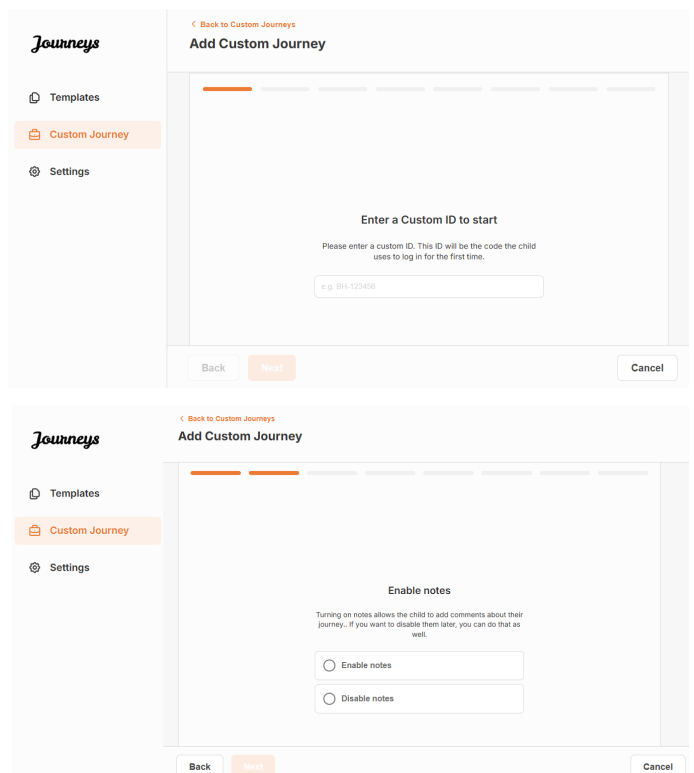 Journeys
Templates
Custom Journey
Settings
Back to Custom Journeys
Add Custom Journey
Enter a Custom ID to start
Please enter a custom ID. This ID will be the code the child
uses to log in for the first time.
e.g. BH-123456
Back
Next
Cancel
Journeys
Templates
Custom Journey
Settings
Back to Custom Journeys
Add Custom Journey
Enable notes
Turning on notes allows the child to add comments about their
journey.. If you want to disable them later, you can do that as
well.
Enable notes
Disable notes
Back
Next
Cancel